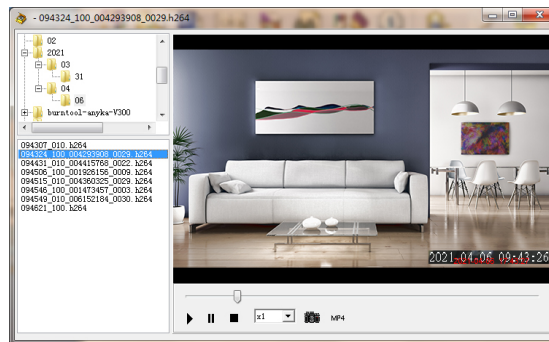 - 094324_100_004293908_0029.h264
02
2021
03
31
04
06
burntool-anyka-V300
094307_010.h264
094324_100_004293908_0029.h264
094431_010_004415768_0022.h264
094506_100_001926156_0009.h264
094515_010_004360325_0029.h264
094546_100_001473457_0003.h264
094549_010_006152184_0030.h264
094621_100.h264
2021-04-06 09:43:26
x1
MP4